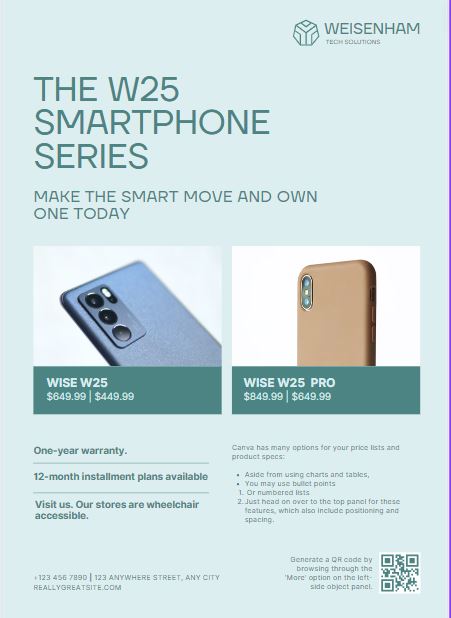 WEISENHAM
TECH SOLUTIONS
THE W25
SMARTPHONE
SERIES
MAKE THE SMART MOVE AND OWN
ONE TODAY
WISE W25
$649.99 | $449.99
WISE W25 PRO
$849.99 | $649.99
One-year warranty.
12-month installment plans available
Visit us. Our stores are wheelchair
accessible.
Canva has many options for your price lists and
product specs:
• Aside from using charts and tables,
• You may use bullet points
1. Or numbered lists
2. Just head on over to the top panel for these
features, which also include positioning and
spacing.
+123 456 7890 | 123 ANYWHERE STREET, ANY CITY
REALLYGREATSITE.COM
Generate a QR code by
browsing through the
'More' option on the left-
side object panel.